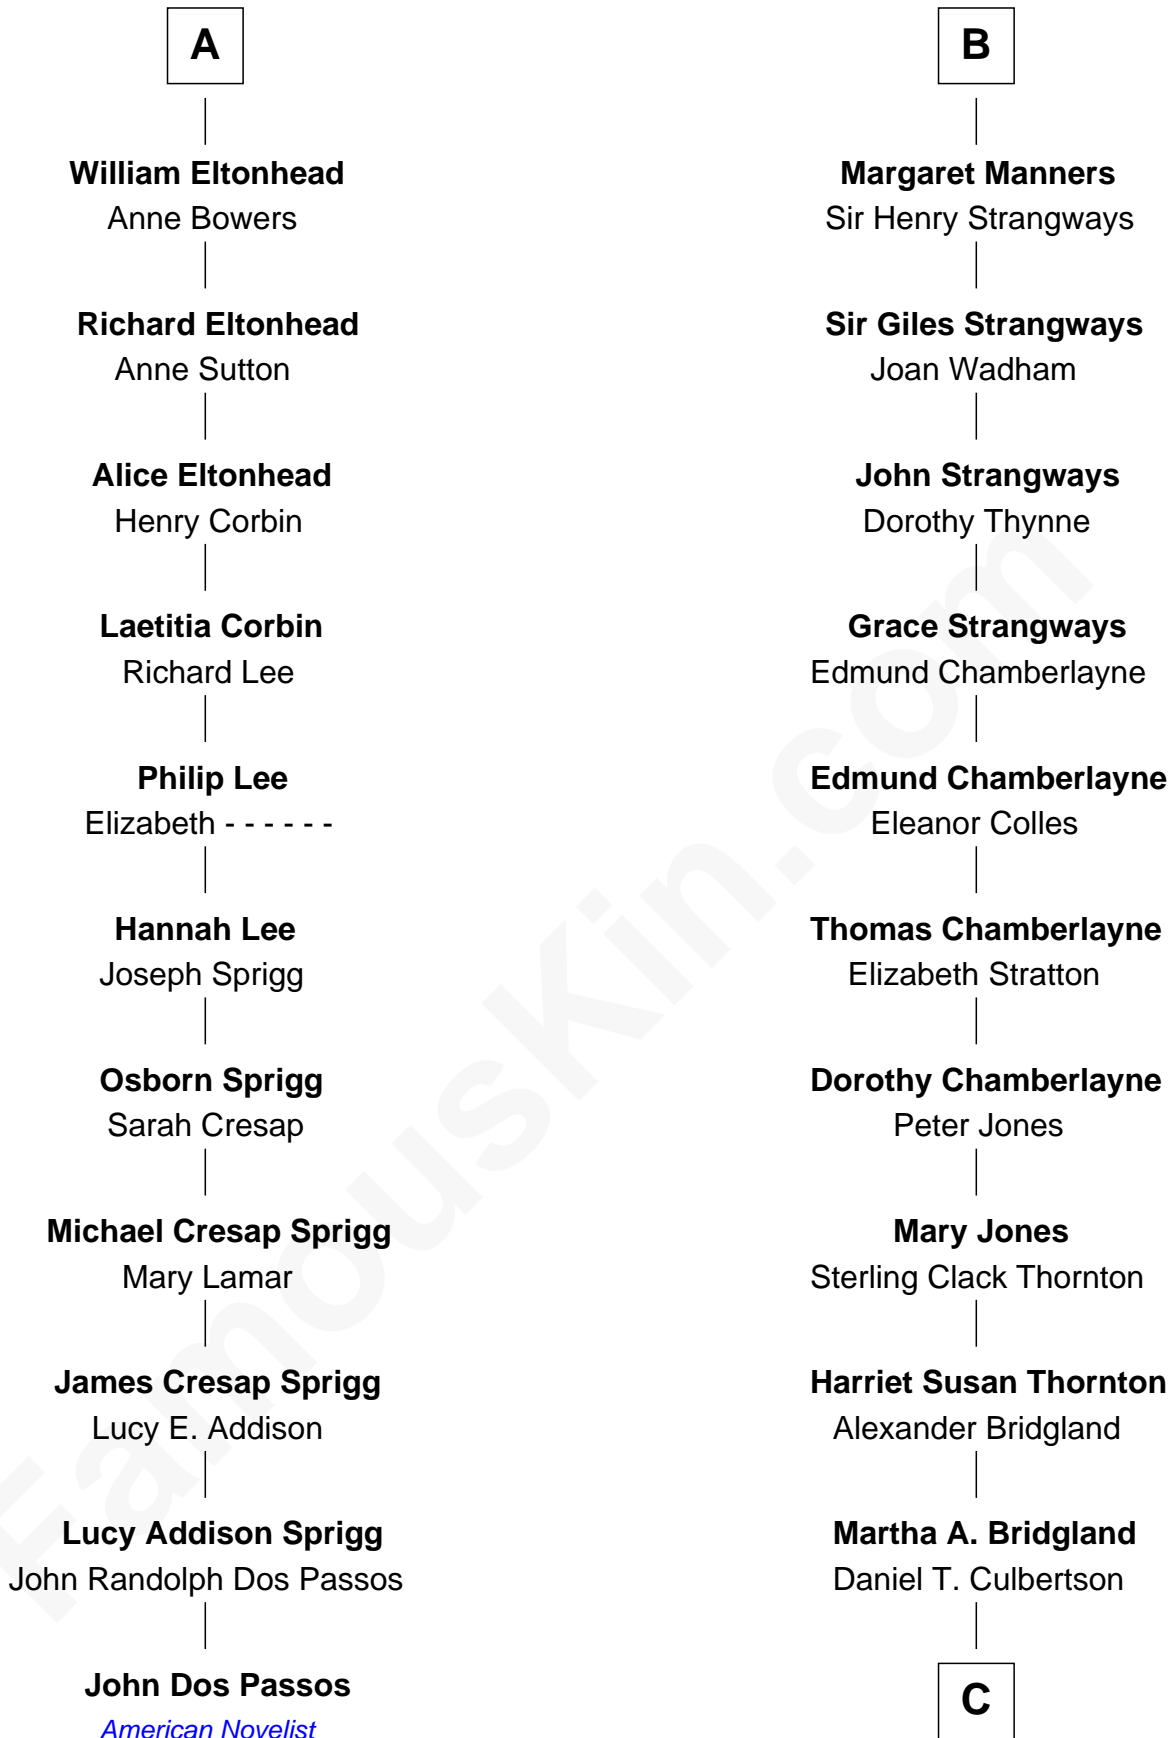 A
William Eltonhead
Anne Bowers
Richard Eltonhead
Anne Sutton
Alice Eltonhead
Henry Corbin
Laetitia Corbin
Richard Lee
Philip Lee
Elizabeth - - - - - -
Hannah Lee
Joseph Sprigg
Osborn Sprigg
Sarah Cresap
Michael Cresap Sprigg
Mary Lamar
James Cresap Sprigg
Lucy E. Addison
Lucy Addison Sprigg
John Randolph Dos Passos
John Dos Passos
American Novelist
B
Margaret Manners
Sir Henry Strangways
Sir Giles Strangways
Joan Wadham
John Strangways
Dorothy Thynne
Grace Strangways
Edmund Chamberlayne
Edmund Chamberlayne
Eleanor Colles
Thomas Chamberlayne
Elizabeth Stratton
Dorothy Chamberlayne
Peter Jones
Mary Jones
Sterling Clack Thornton
Harriet Susan Thornton
Alexander Bridgland
Martha A. Bridgland
Daniel T. Culbertson
C
FamousKin.com